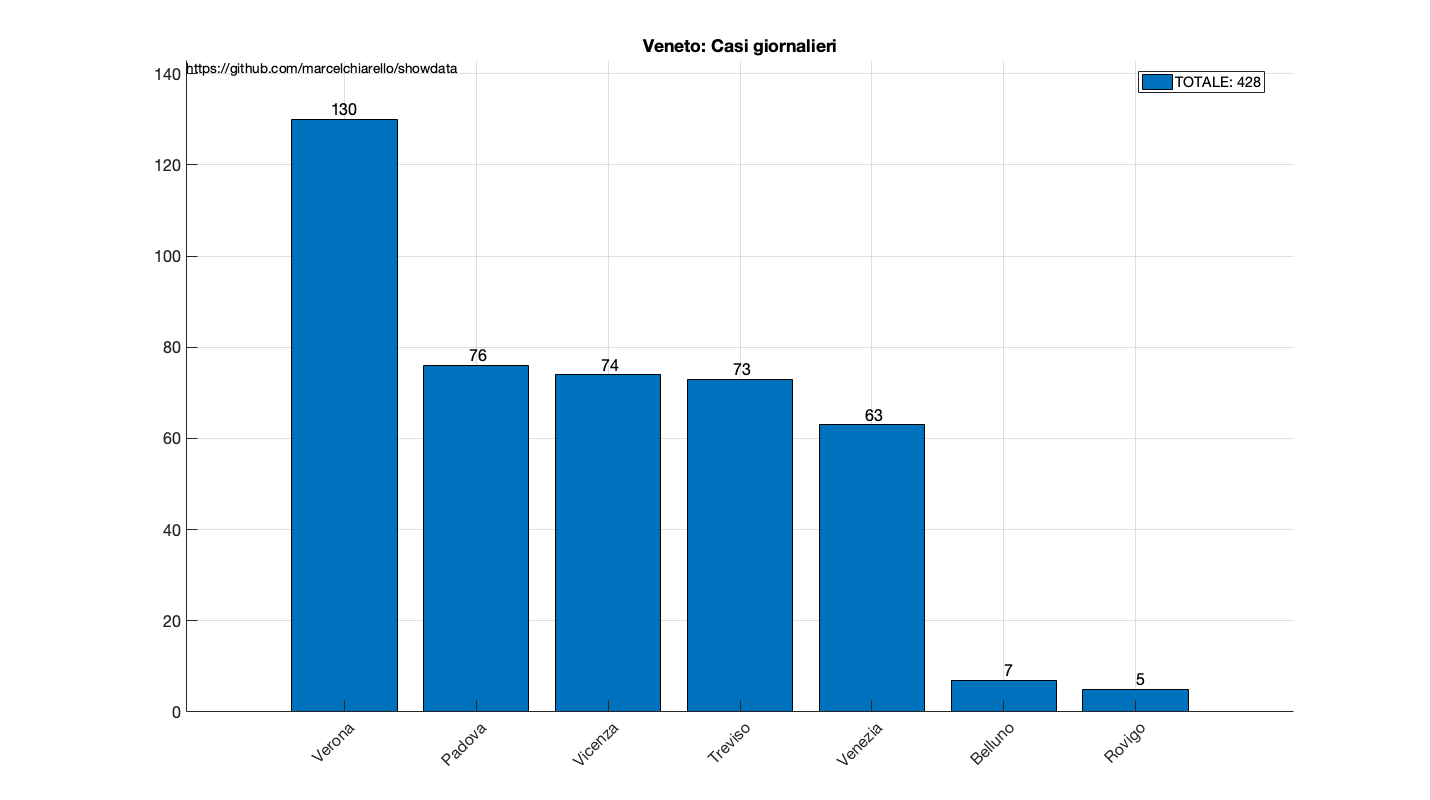 Veneto: Casi giornalieri
https://github.com/marcelchiarello/showdata
TOTALE: 428
140
120
100
80
60
40
20
0
130
76
74
73
63
7
5
Verona
Padova
Vicenza
Treviso
Venezia
Belluno
Rovigo